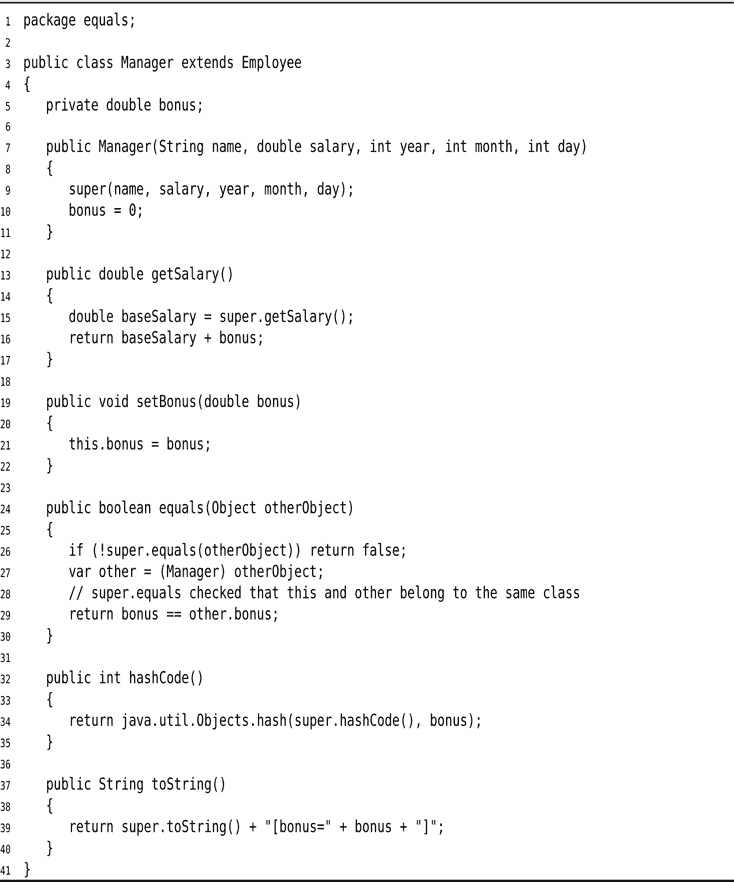 1 package equals;
2
3 public class Manager extends Employee
4 {
5    private double bonus;
6
7    public Manager(String name, double salary, int year, int month, int day)
8    {
9       super(name, salary, year, month, day);
10       bonus = 0;
11    }
12
13    public double getSalary()
14    {
15       double baseSalary = super.getSalary();
16       return baseSalary + bonus;
17    }
18
19    public void setBonus(double bonus)
20    {
21       this.bonus = bonus;
22    }
23
24    public boolean equals(Object otherObject)
25    {
26       if (!super.equals(otherObject)) return false;
27       var other = (Manager) otherObject;
28       // super.equals checked that this and other belong to the same class
29       return bonus == other.bonus;
30    }
31
32    public int hashCode()
33    {
34       return java.util.Objects.hash(super.hashCode(), bonus);
35    }
36
37    public String toString()
38    {
39       return super.toString() + "[bonus=" + bonus + "]";
40    }
41 }